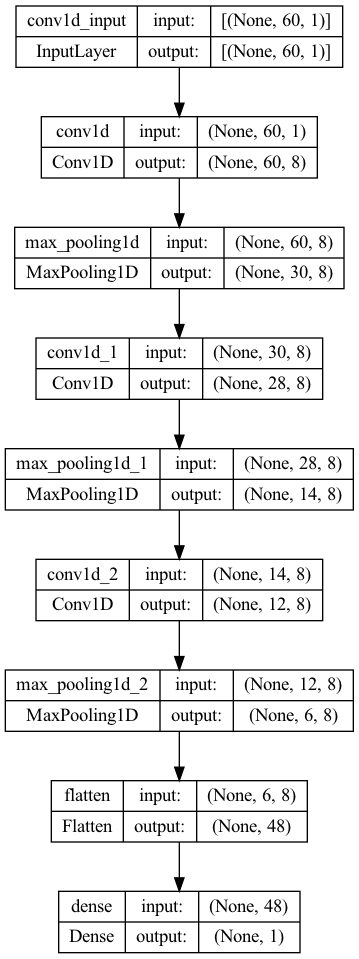 conv1d_input input: [(None, 60, 1)]
InputLayer output: [(None, 60, 1)]
conv1d input: (None, 60, 1)
Conv1D output: (None, 60, 8)
max_pooling1d input: (None, 60, 8)
MaxPooling1D output: (None, 30, 8)
conv1d_1 input: (None, 30, 8)
Conv1D output: (None, 28, 8)
max_pooling1d_1 input: (None, 28, 8)
MaxPooling1D output: (None, 14, 8)
conv1d_2 input: (None, 14, 8)
Conv1D output: (None, 12, 8)
max_pooling1d_2 input: (None, 12, 8)
MaxPooling1D output: (None, 6, 8)
flatten input: (None, 6, 8)
Flatten output: (None, 48)
dense input: (None, 48)
Dense output: (None, 1)